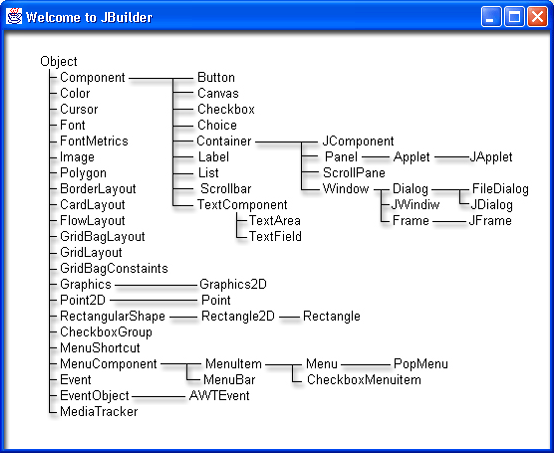 Welcome to JBuilder
Object
Component Button
Color Canvas
Cursor Checkbox
Font Choice
FontMetrics Container JComponent
Image Label Panel Applet JApplet
Polygon List ScrollPane
BorderLayout Scrollbar Window Dialog FileDialog
CardLayout TextComponent JWindiw JDialog
FlowLayout TextArea Frame JFrame
GridBagLayout TextField
GridLayout
GridBagConstaints
Graphics Graphics2D
Point2D Point
RectangularShape Rectangle2D Rectangle
CheckboxGroup
MenuShortcut
MenuComponent MenuItem Menu PopMenu
Event MenuBar CheckboxMenuitem
EventObject AWTEvent
MediaTracker